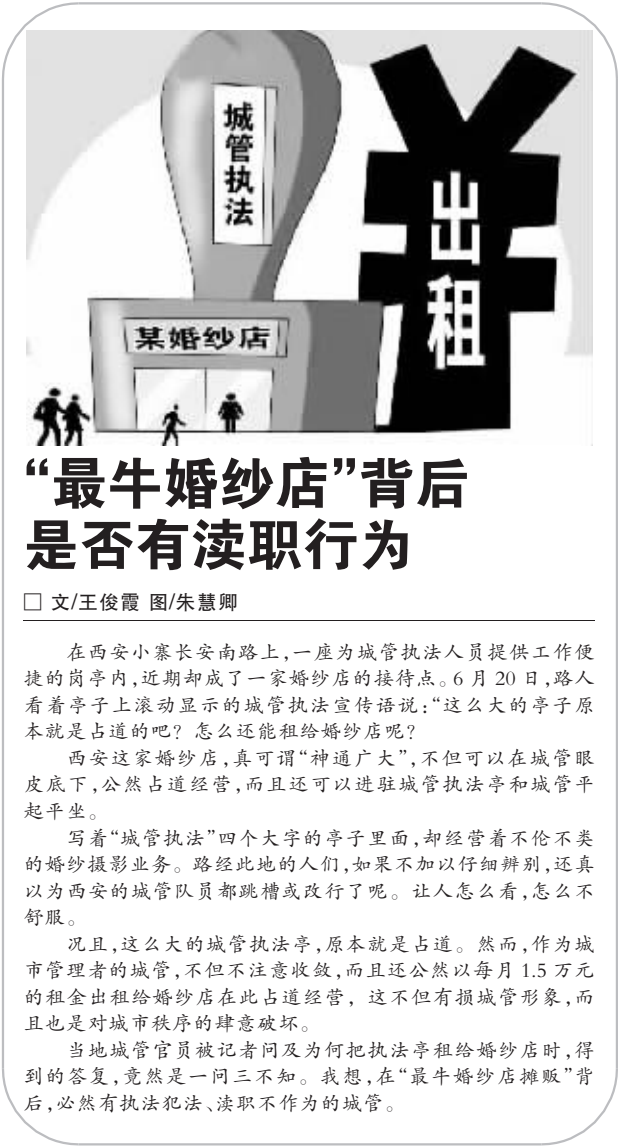 城管执法
某婚纱店
出租
“最牛婚纱店”背后
是否有渎职行为
□ 文/王俊霞 图/朱慧卿
在西安小寨长安南路上,一座为城管执法人员提供工作便
捷的岗亭内,近期却成了一家婚纱店的接待点。6 月 20 日,路人
看着亭子上滚动显示的城管执法宣传语说:“这么大的亭子原
本就是占道的吧? 怎么还能租给婚纱店呢?
西安这家婚纱店,真可谓“神通广大”,不但可以在城管眼
皮底下,公然占道经营,而且还可以进驻城管执法亭和城管平
起平坐。
写着“城管执法”四个大字的亭子里面,却经营着不伦不类
的婚纱摄影业务。路经此地的人们,如果不加以仔细辨别,还真
以为西安的城管队员都跳槽或改行了呢。让人怎么看,怎么不
舒服。
况且,这么大的城管执法亭,原本就是占道。然而,作为城
市管理者的城管,不但不注意收敛,而且还公然以每月 1.5 万元
的租金出租给婚纱店在此占道经营, 这不但有损城管形象,而
且也是对城市秩序的肆意破坏。
当地城管官员被记者问及为何把执法亭租给婚纱店时,得
到的答复,竟然是一问三不知。我想,在“最牛婚纱店摊贩”背
后,必然有执法犯法、渎职不作为的城管。